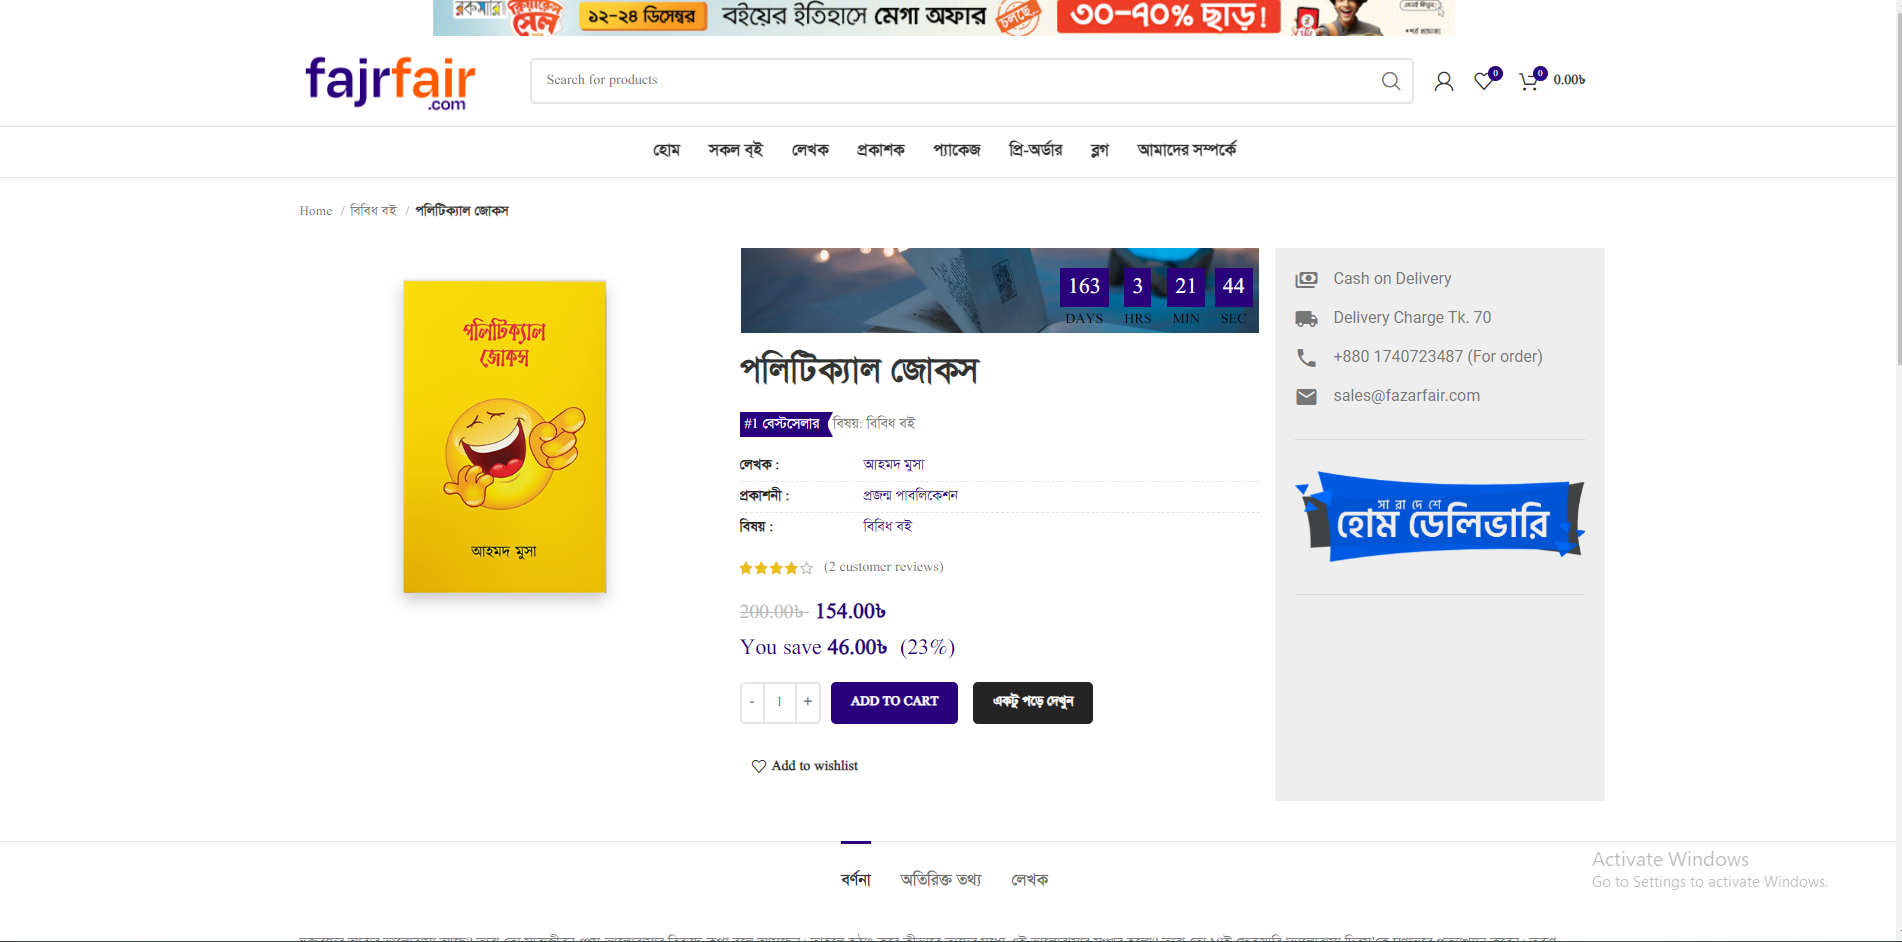 রকমারি
সেল
১২-২৪ ডিসেম্বর
বইয়ের ইতিহাসে মেগা অফার
চলছে
৩০-৭০% ছাড়!
fajrfair
.com
Search for products
0
0
0.00৳
হোম সকল বই লেখক প্রকাশক প্যাকেজ প্রি-অর্ডার ব্লগ আমাদের সম্পর্কে
Home / বিবিধ বই / পলিটিক্যাল জোকস
পলিটিক্যাল
জোকস
আহমদ মুসা
163 3 21 44
DAYS HRS MIN SEC
পলিটিক্যাল জোকস
#1 বেস্টসেলার বিষয়: বিবিধ বই
লেখক : আহমদ মুসা
প্রকাশনী : প্রজন্ম পাবলিকেশন
বিষয় : বিবিধ বই
(2 customer reviews)
200.00৳ 154.00৳
You save 46.00৳ (23%)
- 1 + ADD TO CART একটু পড়ে দেখুন
Add to wishlist
Cash on Delivery
Delivery Charge Tk. 70
+880 1740723487 (For order)
sales@fazarfair.com
সারাদেশে
হোম ডেলিভারি
বর্ণনা অতিরিক্ত তথ্য লেখক
Activate Windows
Go to Settings to activate Windows.